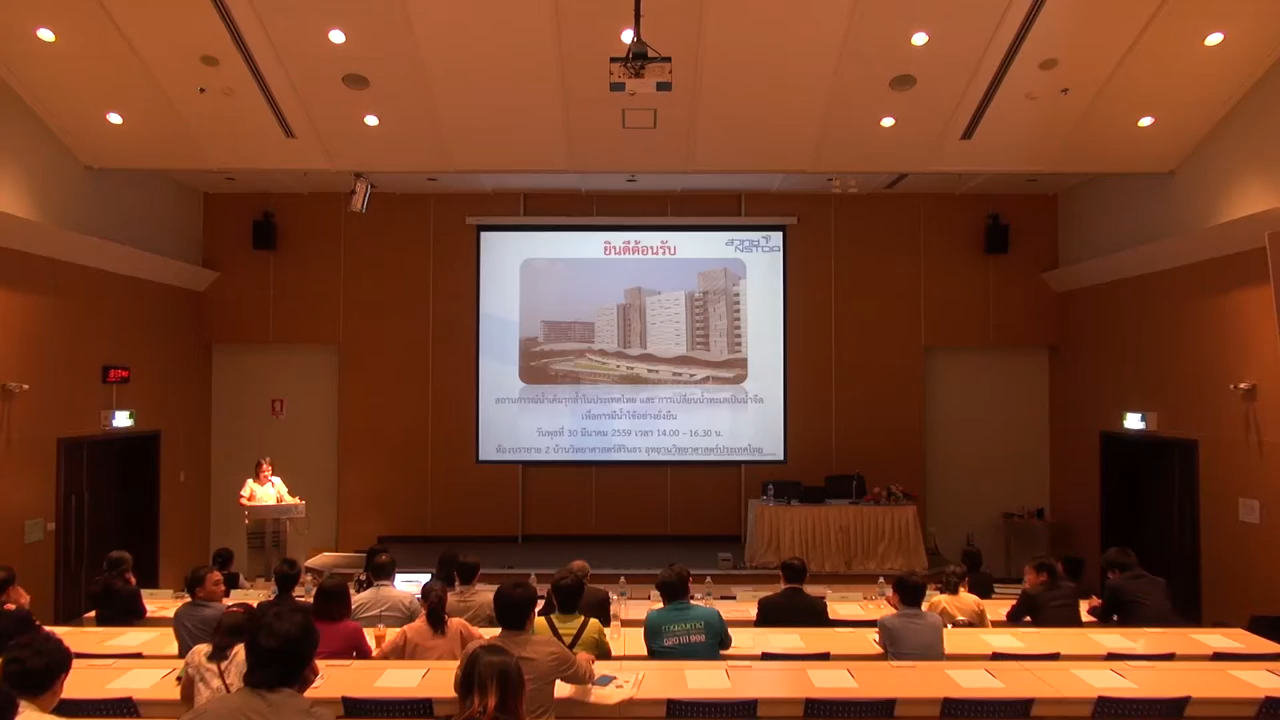 ยินดีต้อนรับ
สวทช
NSTDA
สถานการณ์น้ำเค็มรุกล้ำในประเทศไทย และ การเปลี่ยนน้ำทะเลเป็นน้ำจืด
เพื่อการมีน้ำใช้อย่างยั่งยืน
วันพุธที่ 30 มีนาคม 2559 เวลา 14.00 - 16.30 น.
ห้องบรรยาย 2 บ้านวิทยาศาสตร์สิรินธร อุทยานวิทยาศาสตร์ประเทศไทย
mazuma
020 111 999